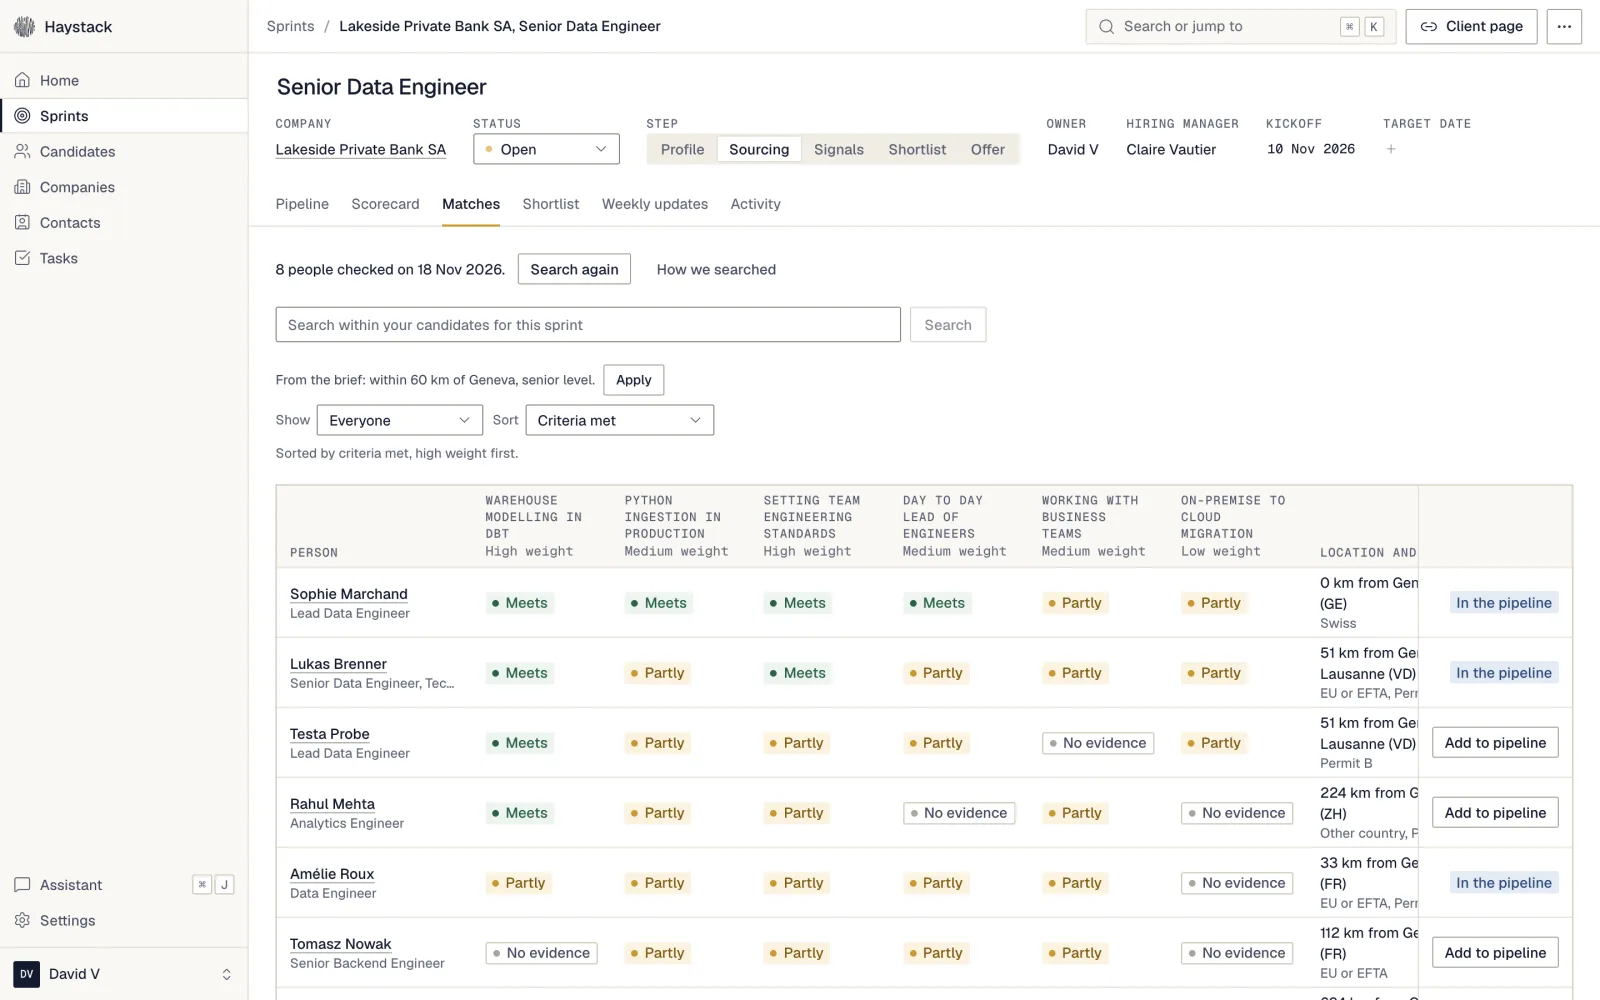 Haystack
Sprints / Lakeside Private Bank SA, Senior Data Engineer
Search or jump to
⌘ K
Client page
Home
Sprints
Candidates
Companies
Contacts
Tasks
Senior Data Engineer
COMPANY
Lakeside Private Bank SA
STATUS
Open
STEP
Profile Sourcing Signals Shortlist Offer
OWNER
David V
HIRING MANAGER
Claire Vautier
KICKOFF
10 Nov 2026
TARGET DATE
+
Pipeline Scorecard Matches Shortlist Weekly updates Activity
8 people checked on 18 Nov 2026. Search again How we searched
Search within your candidates for this sprint Search
From the brief: within 60 km of Geneva, senior level. Apply
Show Everyone Sort Criteria met
Sorted by criteria met, high weight first.
PERSON
WAREHOUSE
MODELLING IN
DBT
High weight
PYTHON
INGESTION IN
PRODUCTION
Medium weight
SETTING TEAM
ENGINEERING
STANDARDS
High weight
DAY TO DAY
LEAD OF
ENGINEERS
Medium weight
WORKING WITH
BUSINESS
TEAMS
Medium weight
ON-PREMISE TO
CLOUD
MIGRATION
Low weight
LOCATION AND
Sophie Marchand
Lead Data Engineer
Meets Meets Meets Meets Partly Partly
0 km from Gen
(GE)
Swiss
In the pipeline
Lukas Brenner
Senior Data Engineer, Tec...
Meets Partly Meets Partly Partly Partly
51 km from Ge
Lausanne (VD)
EU or EFTA, Per
In the pipeline
Testa Probe
Lead Data Engineer
Meets Partly Partly Partly No evidence Partly
51 km from Ge
Lausanne (VD)
Permit B
Add to pipeline
Rahul Mehta
Analytics Engineer
Meets Partly Partly No evidence Partly No evidence
224 km from G
(ZH)
Other country, P
Add to pipeline
Amélie Roux
Data Engineer
Partly Partly Partly Partly Partly No evidence
33 km from Ge
(FR)
EU or EFTA, Per
In the pipeline
Tomasz Nowak
Senior Backend Engineer
No evidence Partly Partly Partly Partly No evidence
112 km from Ge
(FR)
EU or EFTA
Add to pipeline
Assistant
⌘ J
Settings
DV David V